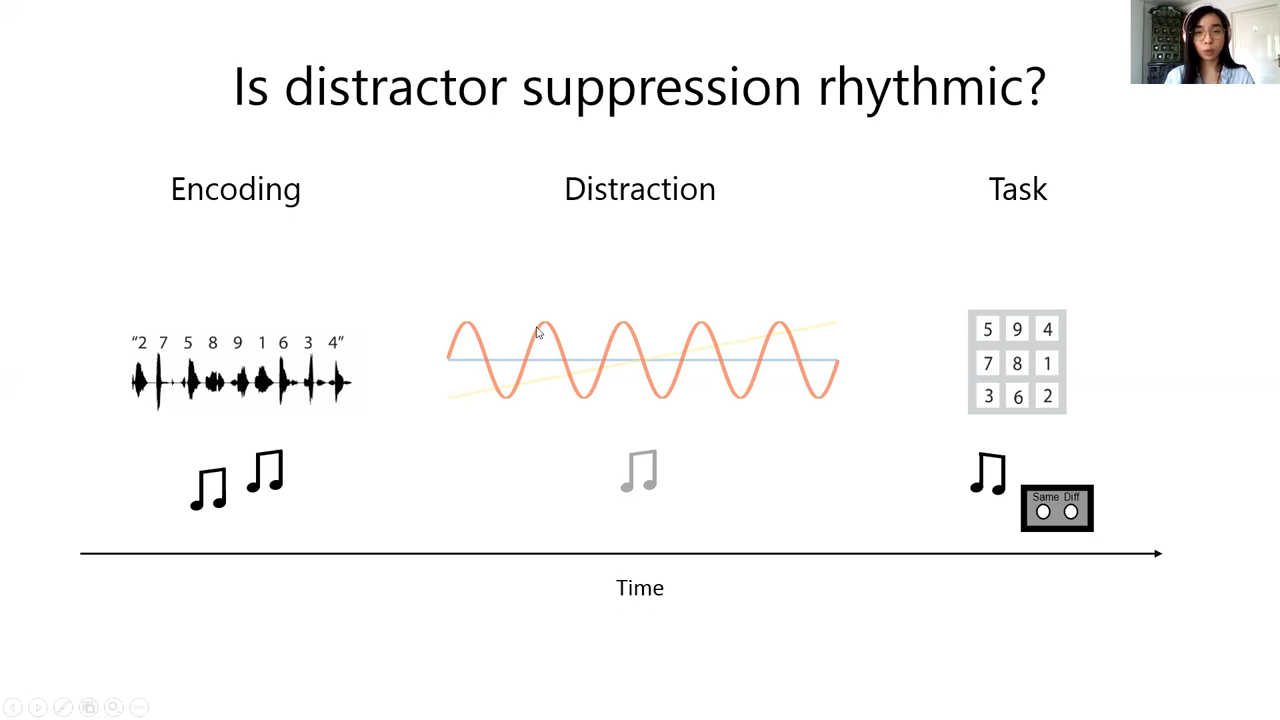 Is distractor suppression rhythmic?
Encoding
Distraction
Task
“2 7 5 8 9 1 6 3 4”
5 9 4
7 8 1
3 6 2
Same Diff
Time